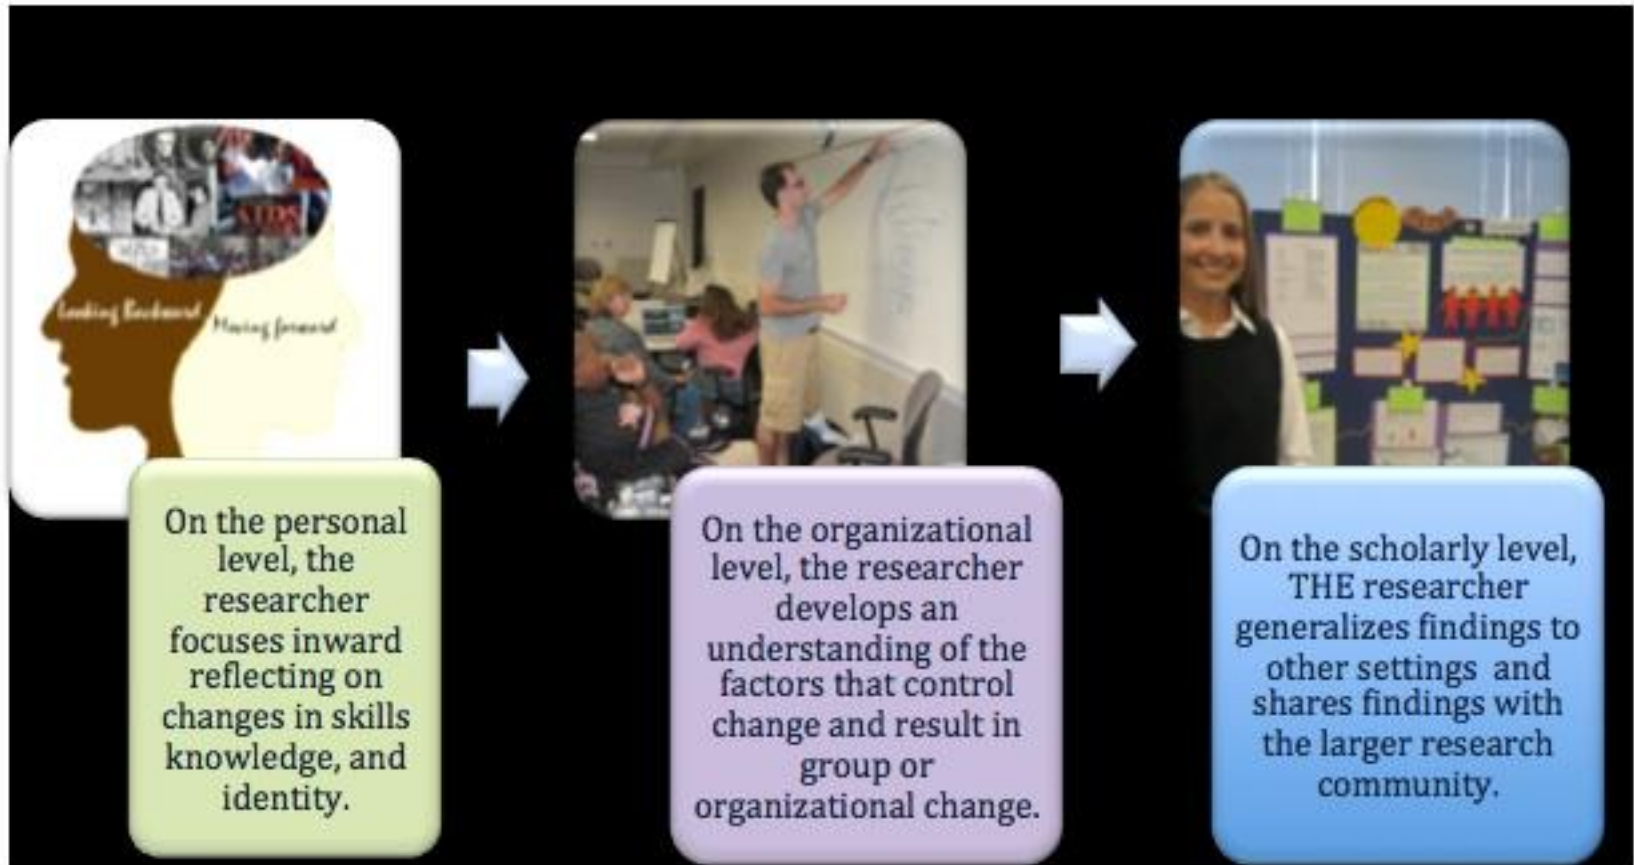 Looking Backward
Moving forward
On the personal
level, the
researcher
focuses inward
reflecting on
changes in skills
knowledge, and
identity.
On the organizational
level, the researcher
develops an
understanding of the
factors that control
change and result in
group or
organizational change.
On the scholarly level,
THE researcher
generalizes findings to
other settings  and
shares findings with
the larger research
community.